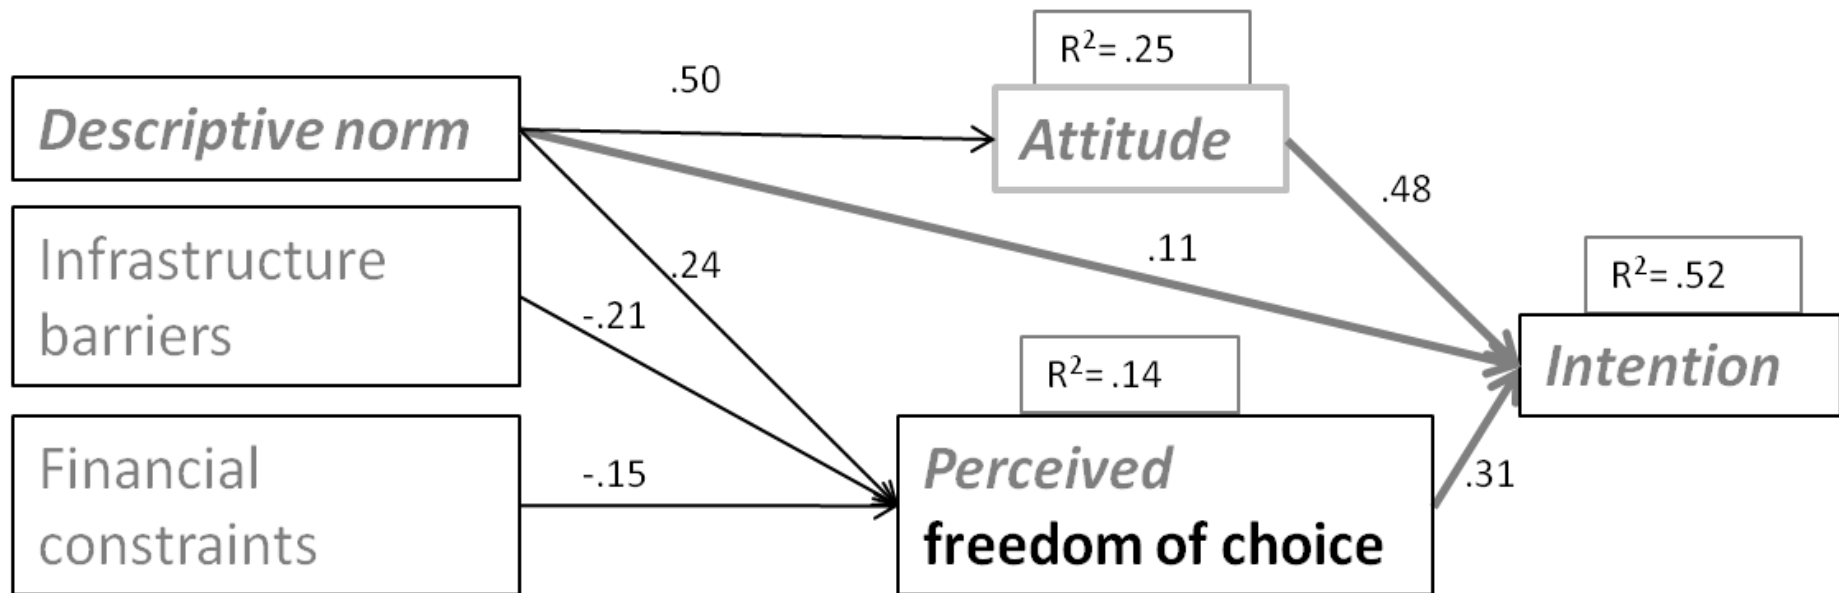 R²= .25
.50
Descriptive norm
Attitude
.48
.11
Infrastructure
barriers
.24
-.21
R²= .52
Intention
R²= .14
Financial
constraints
-.15
Perceived
freedom of choice
.31